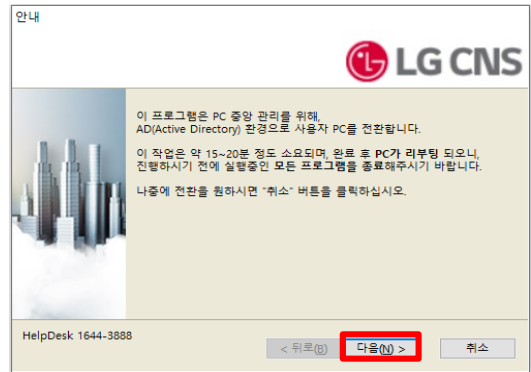 안내
LG CNS
이 프로그램은 PC 중앙 관리를 위해,
AD(Active Directory) 환경으로 사용자 PC를 전환합니다.
이 작업은 약 15~20분 정도 소요되며, 완료 후 PC가 리부팅 되오니,
진행하시기 전에 실행중인 모든 프로그램을 종료해주시기 바랍니다.
나중에 전환을 원하시면 "취소" 버튼을 클릭하십시오.
HelpDesk 1644-3888
< 뒤로(B) 다음(N) > 취소